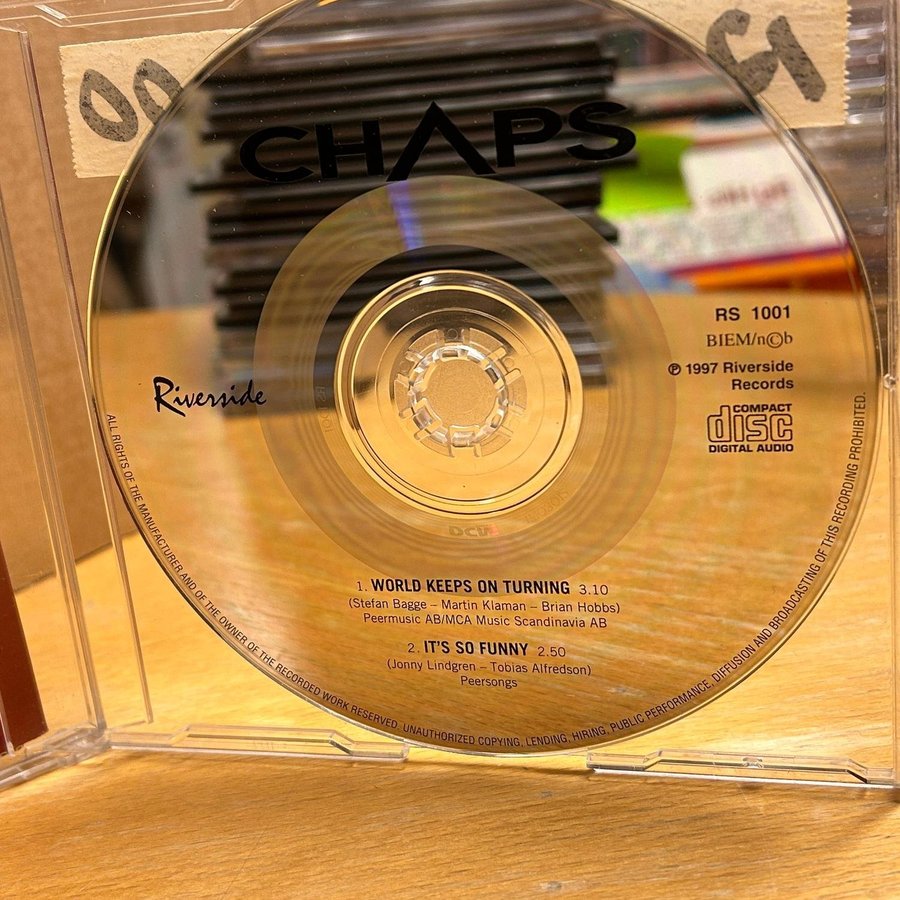 CHAPS
RS 1001
BIEM/n©b
℗ 1997 Riverside
Records
Riverside
COMPACT
disc
DIGITAL AUDIO
1. WORLD KEEPS ON TURNING 3.10
(Stefan Bagge – Martin Klaman – Brian Hobbs)
Peermusic AB/MCA Music Scandinavia AB
2. IT'S SO FUNNY 2.50
(Jonny Lindgren – Tobias Alfredson)
Peersongs
ALL RIGHTS OF THE MANUFACTURER AND OF THE OWNER OF THE RECORDED WORK RESERVED. UNAUTHORIZED COPYING, LENDING, HIRING, PUBLIC PERFORMANCE, DIFFUSION AND BROADCASTING OF THIS RECORDING PROHIBITED.